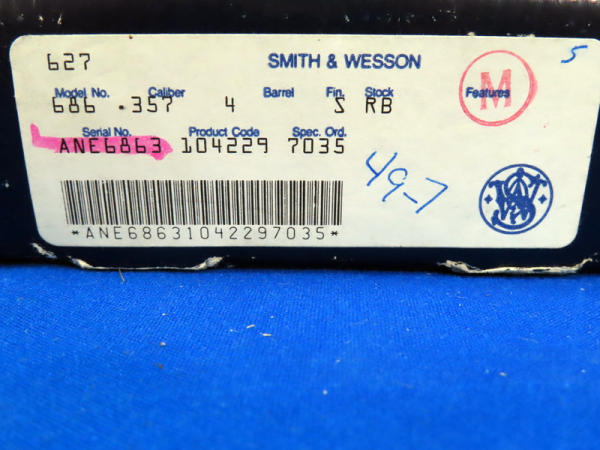 627 SMITH & WESSON 5
Model No. Caliber Barrel Fin. Stock Features
686 .357 4 S RB M
Serial No. Product Code Spec. Ord.
ANE6863 104229 7035
49-7
*ANE68631042297035*